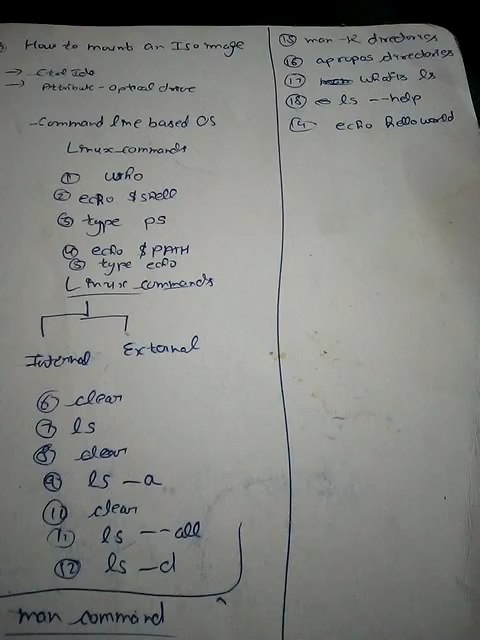 How to mount an Iso image
→ Ctrl Ide
→ Attribute - Optical drive
- Command line based OS
Linux commands
① who
② echo $shell
③ type ps
④ echo $PATH
⑤ type echo
Linux commands
Internal External
⑥ clear
⑦ ls
⑧ clear
⑨ ls -a
⑩ clear
⑪ ls --all
⑫ ls -d
man command
⑮ man -k directories
⑯ apropos directories
⑰ whatis ls
⑱ ls --help
echo hello world